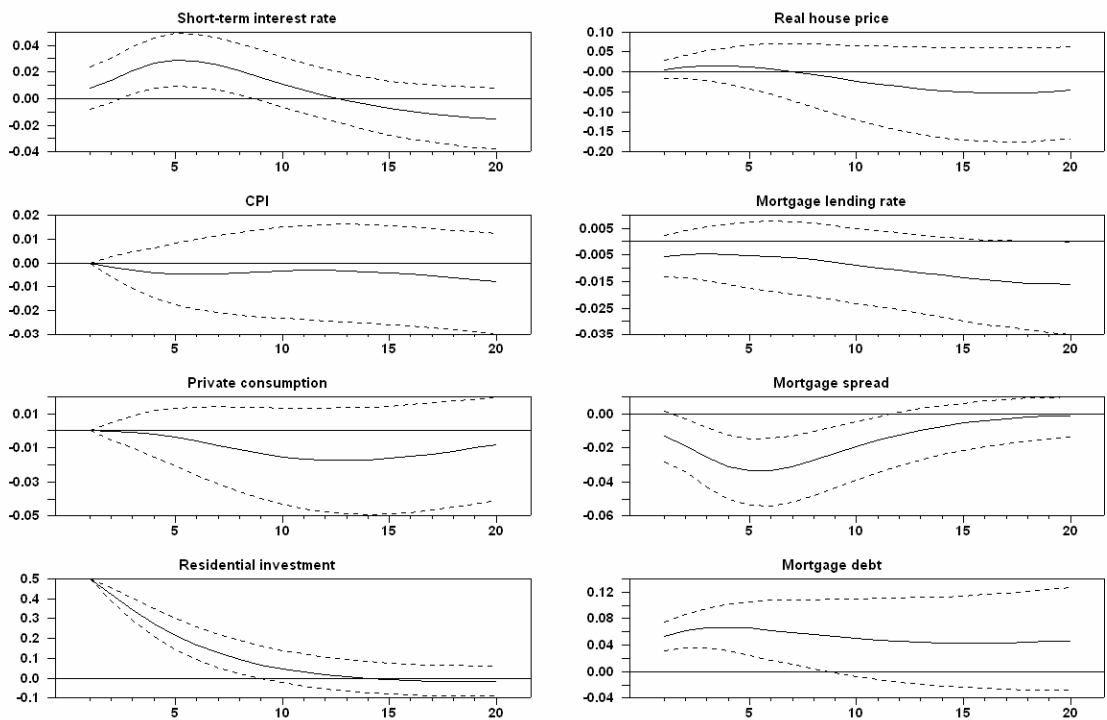 Short-term interest rate
0.04
0.02
0.00
-0.02
-0.04
5 10 15 20
Real house price
0.10
0.05
-0.00
-0.05
-0.10
-0.15
-0.20
5 10 15 20
CPI
0.02
0.01
0.00
-0.01
-0.02
-0.03
5 10 15 20
Mortgage lending rate
0.005
-0.005
-0.015
-0.025
-0.035
5 10 15 20
Private consumption
0.01
-0.01
-0.03
-0.05
5 10 15 20
Mortgage spread
0.00
-0.02
-0.04
-0.06
5 10 15 20
Residential investment
0.5
0.4
0.3
0.2
0.1
0.0
-0.1
5 10 15 20
Mortgage debt
0.12
0.08
0.04
0.00
-0.04
5 10 15 20